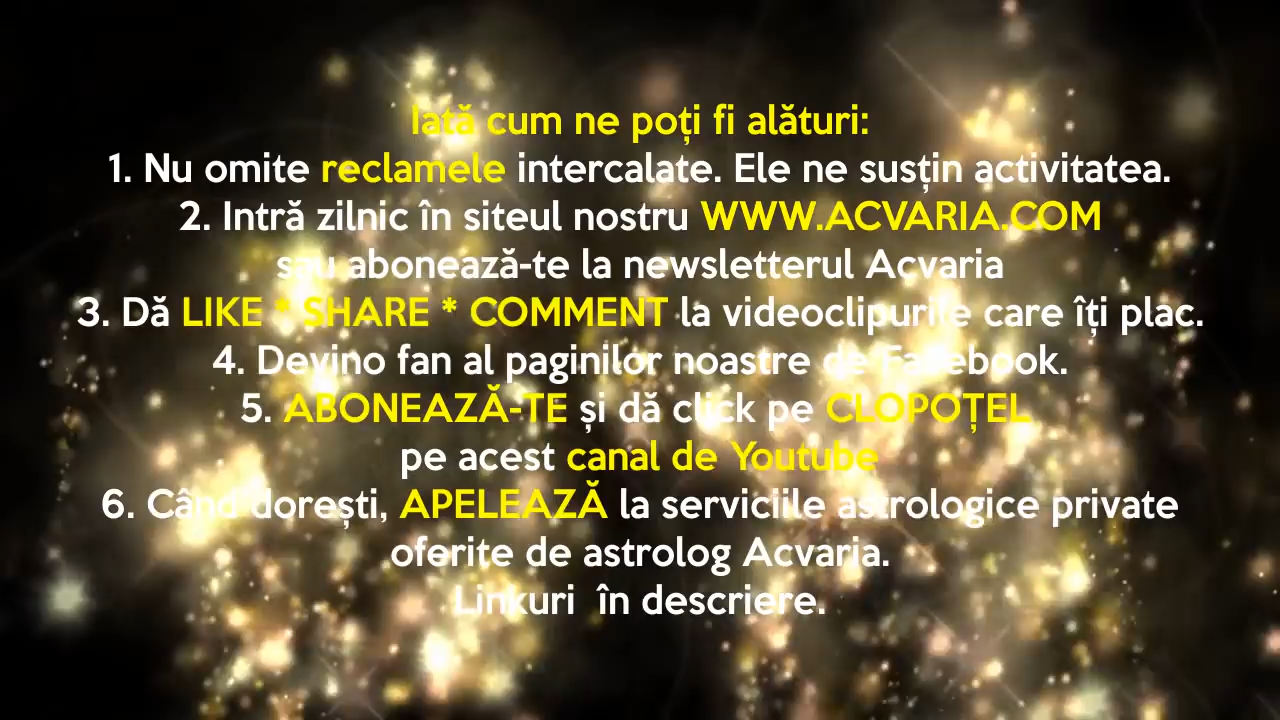 Iată cum ne poți fi alături:
1. Nu omite reclamele intercalate. Ele ne susțin activitatea.
2. Intră zilnic în siteul nostru WWW.ACVARIA.COM
sau abonează-te la newsletterul Acvaria
3. Dă LIKE * SHARE * COMMENT la videoclipurile care îți plac.
4. Devino fan al paginilor noastre de Facebook.
5. ABONEAZĂ-TE și dă click pe CLOPOȚEL
pe acest canal de Youtube
6. Când dorești, APELEAZĂ la serviciile astrologice private
oferite de astrolog Acvaria.
Linkuri  în descriere.